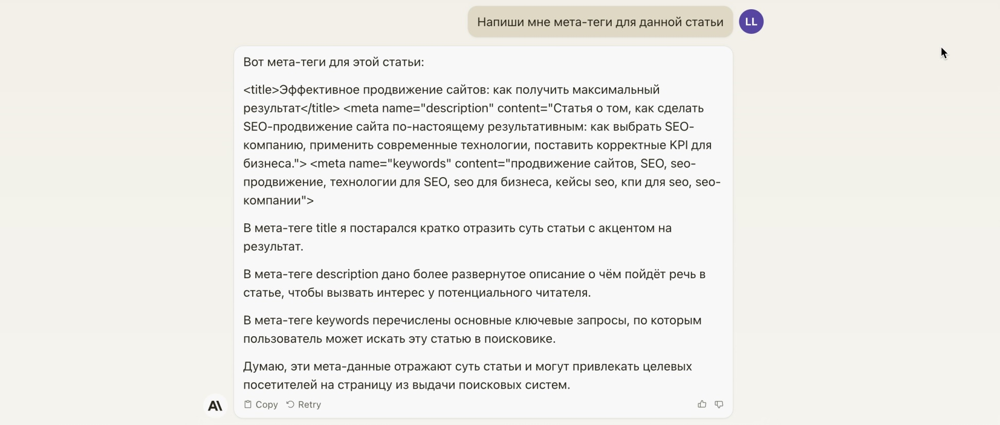 Напиши мне мета-теги для данной статьи
LL
Вот мета-теги для этой статьи:
<title>Эффективное продвижение сайтов: как получить максимальный
результат</title> <meta name="description" content="Статья о том, как сделать
SEO-продвижение сайта по-настоящему результативным: как выбрать SEO-
компанию, применить современные технологии, поставить корректные KPI для
бизнеса."> <meta name="keywords" content="продвижение сайтов, SEO, seo-
продвижение, технологии для SEO, seo для бизнеса, кейсы seo, кпи для seo, seo-
компании">
В мета-теге title я постарался кратко отразить суть статьи с акцентом на
результат.
В мета-теге description дано более развернутое описание о чём пойдёт речь в
статье, чтобы вызвать интерес у потенциального читателя.
В мета-теге keywords перечислены основные ключевые запросы, по которым
пользователь может искать эту статью в поисковике.
Думаю, эти мета-данные отражают суть статьи и могут привлекать целевых
посетителей на страницу из выдачи поисковых систем.
Copy Retry
A\